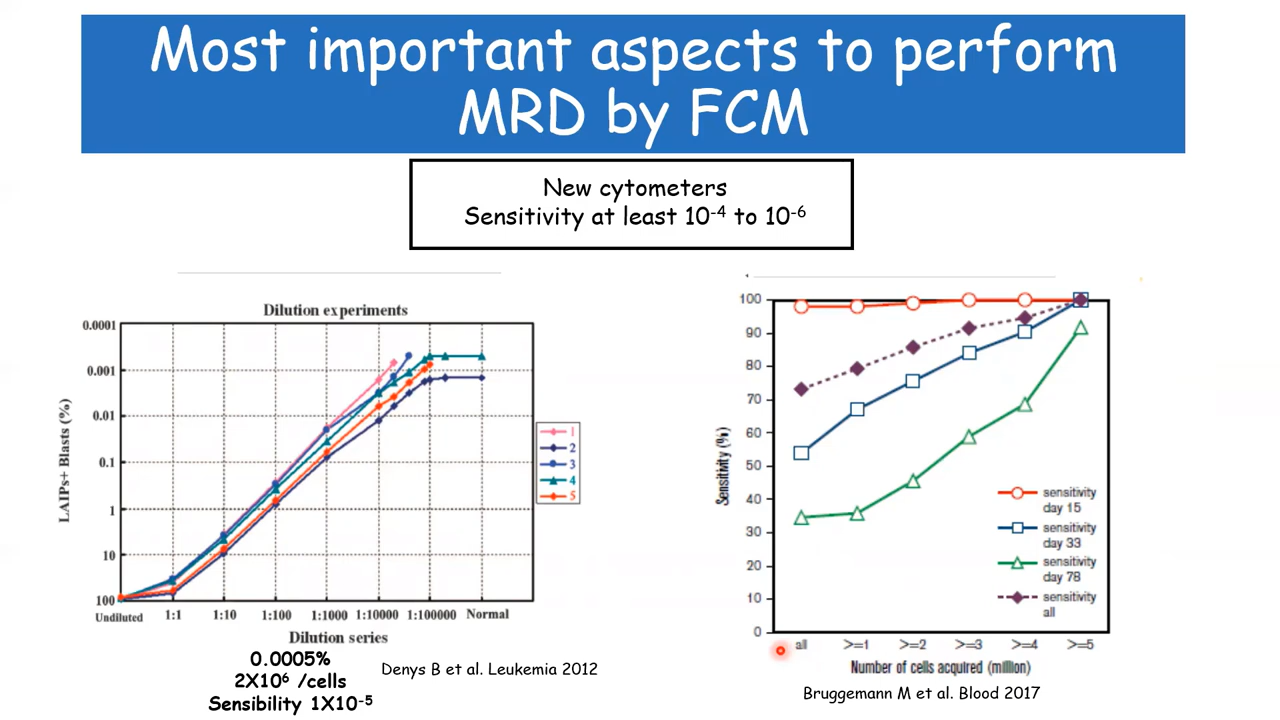 Most important aspects to perform
MRD by FCM
New cytometers
Sensitivity at least 10⁻⁴ to 10⁻⁶
Dilution experiments
LAIPs+ Blasts (%)
0.0001
0.001
0.01
0.1
1
10
100
Undiluted 1:1 1:10 1:100 1:1000 1:10000 1:100000 Normal
Dilution series
1
2
3
4
5
0.0005%
2X10⁶ /cells
Sensibility 1X10⁻⁵
Denys B et al. Leukemia 2012
Sensitivity (%)
100
90
80
70
60
50
40
30
20
10
0
sensitivity
day 15
sensitivity
day 33
sensitivity
day 78
sensitivity
all
all >=1 >=2 >=3 >=4 >=5
Number of cells acquired (million)
Bruggemann M et al. Blood 2017